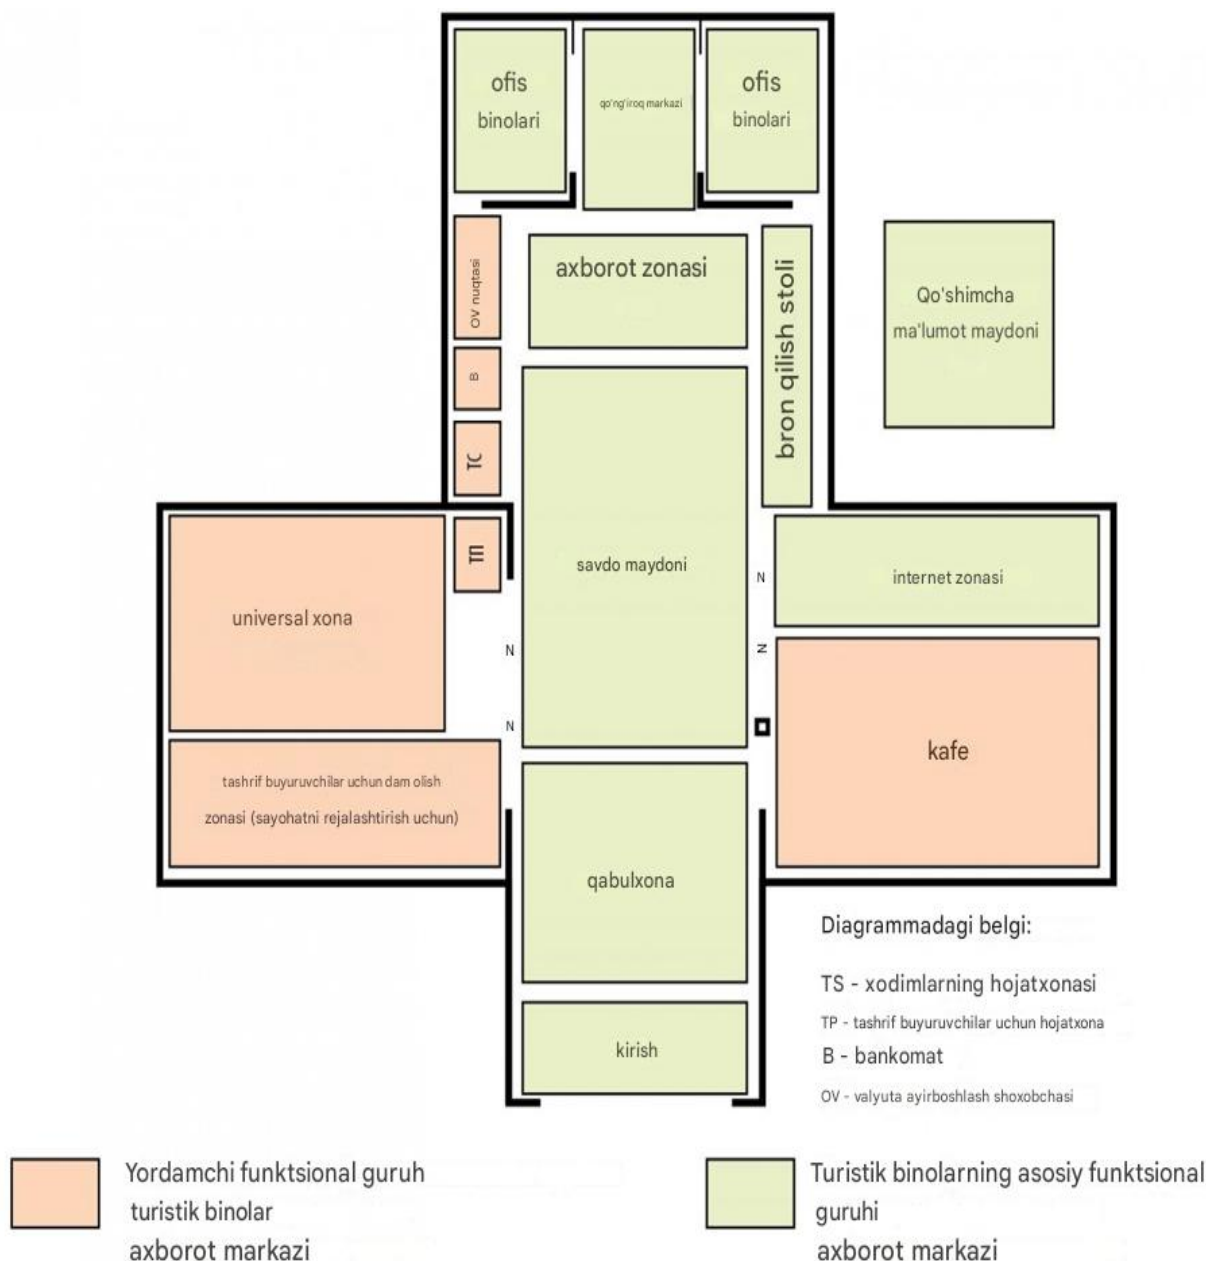 ofis
binolari
qo'ng'iroq markazi
ofis
binolari
OV nuqtasi
axborot zonasi
bron qilish stoli
Qo'shimcha
ma'lumot maydoni
B
TC
ТП
universal xona
savdo maydoni
N
internet zonasi
N
N
N
kafe
tashrif buyuruvchilar uchun dam olish
zonasi (sayohatni rejalashtirish uchun)
qabulxona
kirish
Diagrammadagi belgi:
TS - xodimlarning hojatxonasi
TP - tashrif buyuruvchilar uchun hojatxona
B - bankomat
OV - valyuta ayirboshlash shoxobchasi
Yordamchi funktsional guruh
turistik binolar
axborot markazi
Turistik binolarning asosiy funktsional
guruhi
axborot markazi